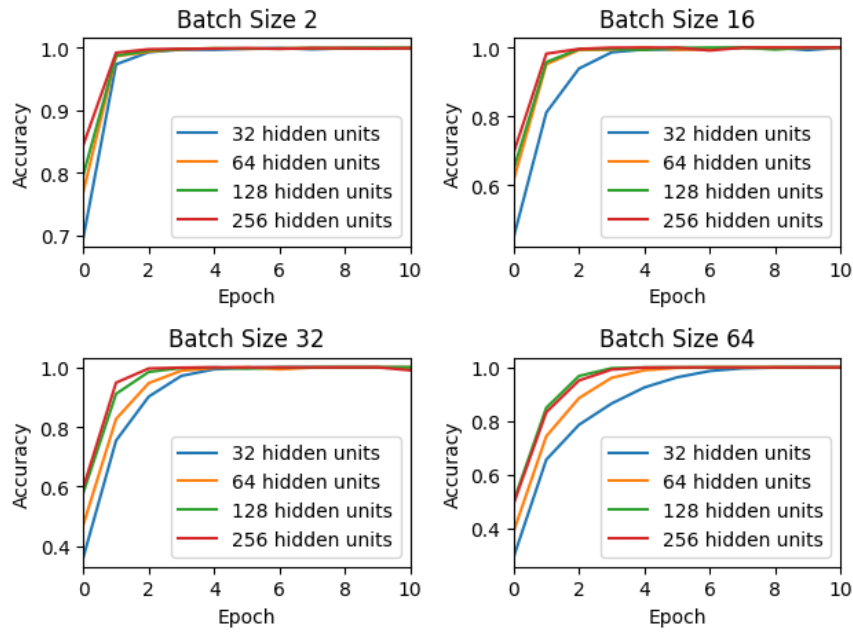 Batch Size 2
Accuracy
1.0
0.9
0.8
0.7
32 hidden units
64 hidden units
128 hidden units
256 hidden units
0 2 4 6 8 10
Epoch
Batch Size 16
Accuracy
1.0
0.8
0.6
32 hidden units
64 hidden units
128 hidden units
256 hidden units
0 2 4 6 8 10
Epoch
Batch Size 32
Accuracy
1.0
0.8
0.6
0.4
32 hidden units
64 hidden units
128 hidden units
256 hidden units
0 2 4 6 8 10
Epoch
Batch Size 64
Accuracy
1.0
0.8
0.6
0.4
32 hidden units
64 hidden units
128 hidden units
256 hidden units
0 2 4 6 8 10
Epoch